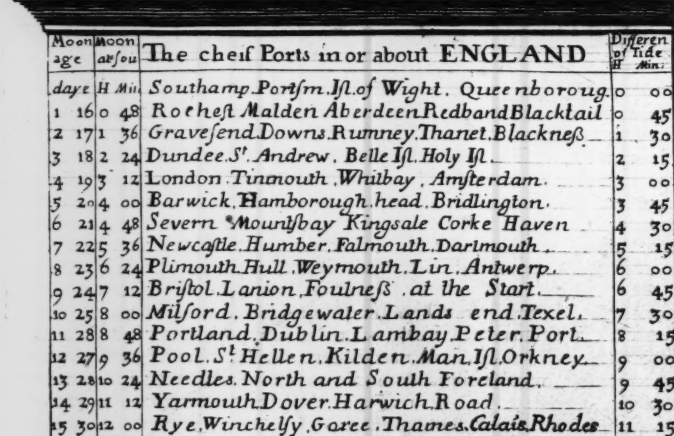 Moon age Moon at sou The cheif Ports in or about ENGLAND Differen of Tide H Min:
daye H Min Southamp. Portſm. Iſl. of Wight, Queenboroug. 0 00
1 16 0 48 Rocheſt Malden Aberdeen Redband Blacktail 0 45
2 17 1 36 Graveſend. Downs. Rumney. Thanet. Blackneß 1 30
3 18 2 24 Dundee. St. Andrew, Belle Iſl. Holy Iſl. 2 15
4 19 3 12 London. Tinmouth. Whilbay, Amſterdam. 3 00
5 20 4 00 Barwick, Hamborough. head. Bridlington. 3 45
6 21 4 48 Severn Mountſbay Kingsale Corke Haven 4 30
7 22 5 36 Newcaſtle. Humber. Falmouth. Dartmouth. 5 15
8 23 6 24 Plimouth. Hull. Weymouth. Lin. Antwerp. 6 00
9 24 7 12 Briſtol. Lanion, Foulneß. at the Start. 6 45
10 25 8 00 Milford. Bridgewater. Lands end. Texel. 7 30
11 28 8 48 Portland. Dublin. Lambay. Peter. Port. 8 15
12 27 9 36 Pool. St. Hellen. Kilden. Man. Iſl. Orkney 9 00
13 28 10 24 Needles. North and South Foreland. 9 45
14 29 11 12 Yarmouth. Dover. Harwich. Road. 10 30
15 30 12 00 Rye. Winchelſy. Goree. Thames. Calais. Rhodes 11 15